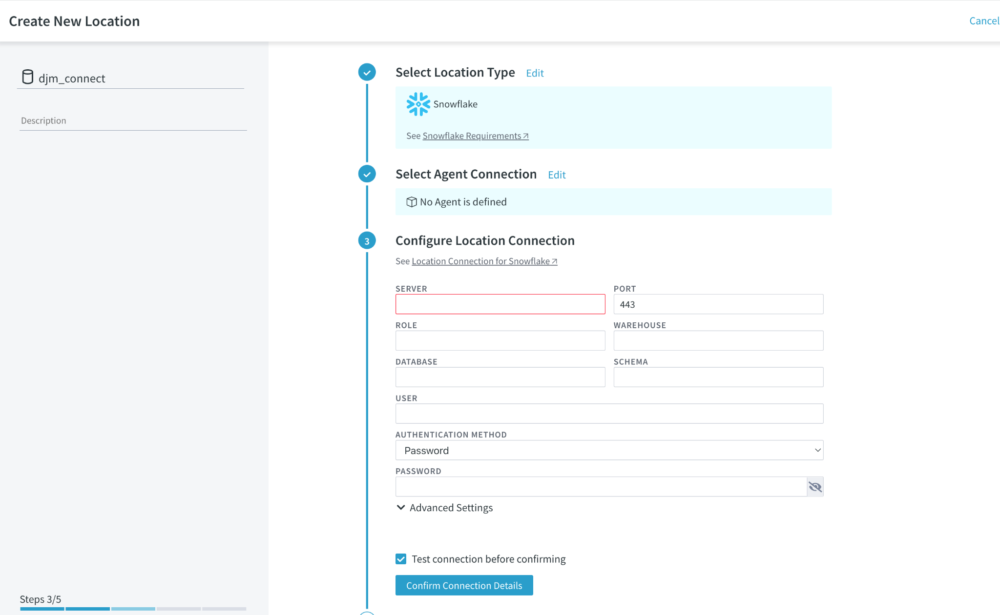 Create New Location
Cancel
djm_connect
Description
Select Location Type Edit
Snowflake
See Snowflake Requirements
Select Agent Connection Edit
No Agent is defined
3 Configure Location Connection
See Location Connection for Snowflake
SERVER PORT
443
ROLE WAREHOUSE
DATABASE SCHEMA
USER
AUTHENTICATION METHOD
Password
PASSWORD
Advanced Settings
Test connection before confirming
Confirm Connection Details
Steps 3/5